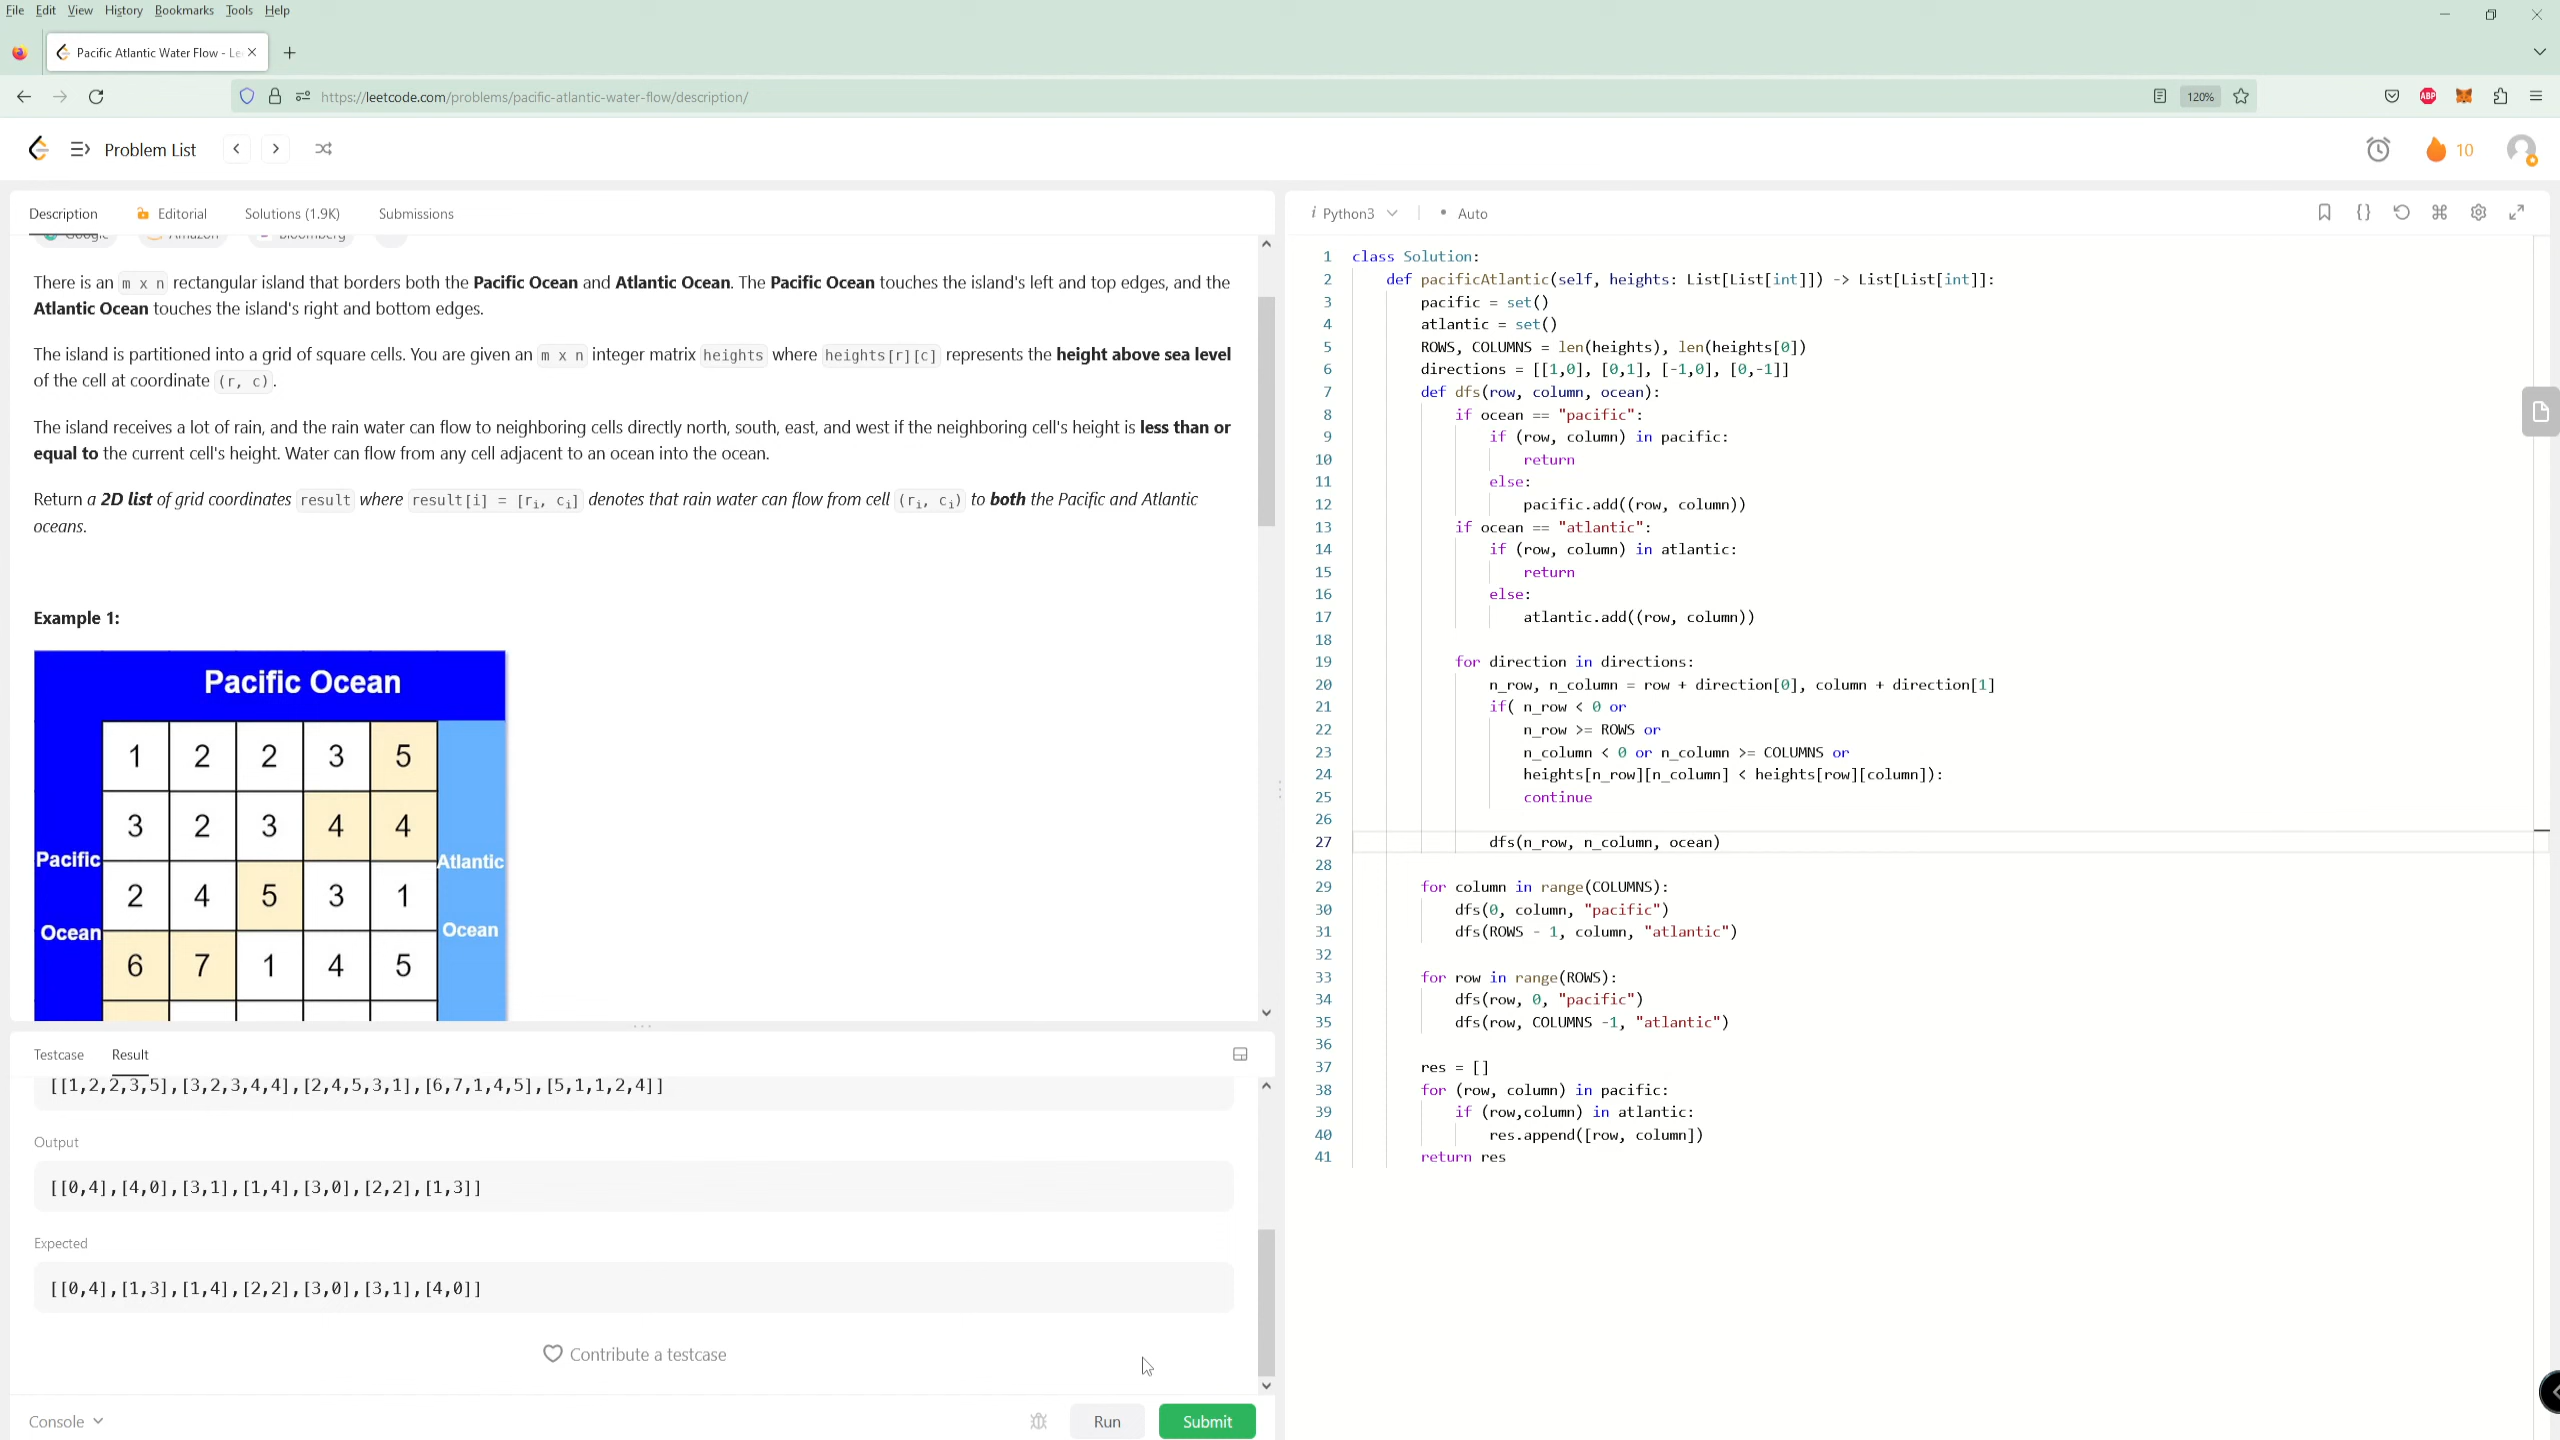 File Edit View History Bookmarks Tools Help
Pacific Atlantic Water Flow - Le
https://leetcode.com/problems/pacific-atlantic-water-flow/description/
120%
ABP
Problem List
10
Description Editorial Solutions (1.9K) Submissions
Google Amazon Bloomberg
There is an m x n rectangular island that borders both the Pacific Ocean and Atlantic Ocean. The Pacific Ocean touches the island's left and top edges, and the
Atlantic Ocean touches the island's right and bottom edges.
The island is partitioned into a grid of square cells. You are given an m x n integer matrix heights where heights[r][c] represents the height above sea level
of the cell at coordinate (r, c).
The island receives a lot of rain, and the rain water can flow to neighboring cells directly north, south, east, and west if the neighboring cell's height is less than or
equal to the current cell's height. Water can flow from any cell adjacent to an ocean into the ocean.
Return a 2D list of grid coordinates result where result[i] = [ri, ci] denotes that rain water can flow from cell (ri, ci) to both the Pacific and Atlantic
oceans.
Example 1:
Pacific Ocean
1 2 2 3 5
3 2 3 4 4
Pacific Atlantic
2 4 5 3 1
Ocean Ocean
6 7 1 4 5
Testcase Result
[[1,2,2,3,5],[3,2,3,4,4],[2,4,5,3,1],[6,7,1,4,5],[5,1,1,2,4]]
Output
[[0,4],[4,0],[3,1],[1,4],[3,0],[2,2],[1,3]]
Expected
[[0,4],[1,3],[1,4],[2,2],[3,0],[3,1],[4,0]]
Contribute a testcase
Console Run Submit
i Python3 • Auto
1 class Solution:
2 def pacificAtlantic(self, heights: List[List[int]]) -> List[List[int]]:
3 pacific = set()
4 atlantic = set()
5 ROWS, COLUMNS = len(heights), len(heights[0])
6 directions = [[1,0], [0,1], [-1,0], [0,-1]]
7 def dfs(row, column, ocean):
8 if ocean == "pacific":
9 if (row, column) in pacific:
10 return
11 else:
12 pacific.add((row, column))
13 if ocean == "atlantic":
14 if (row, column) in atlantic:
15 return
16 else:
17 atlantic.add((row, column))
18
19 for direction in directions:
20 n_row, n_column = row + direction[0], column + direction[1]
21 if( n_row < 0 or
22 n_row >= ROWS or
23 n_column < 0 or n_column >= COLUMNS or
24 heights[n_row][n_column] < heights[row][column]):
25 continue
26
27 dfs(n_row, n_column, ocean)
28
29 for column in range(COLUMNS):
30 dfs(0, column, "pacific")
31 dfs(ROWS - 1, column, "atlantic")
32
33 for row in range(ROWS):
34 dfs(row, 0, "pacific")
35 dfs(row, COLUMNS -1, "atlantic")
36
37 res = []
38 for (row, column) in pacific:
39 if (row,column) in atlantic:
40 res.append([row, column])
41 return res